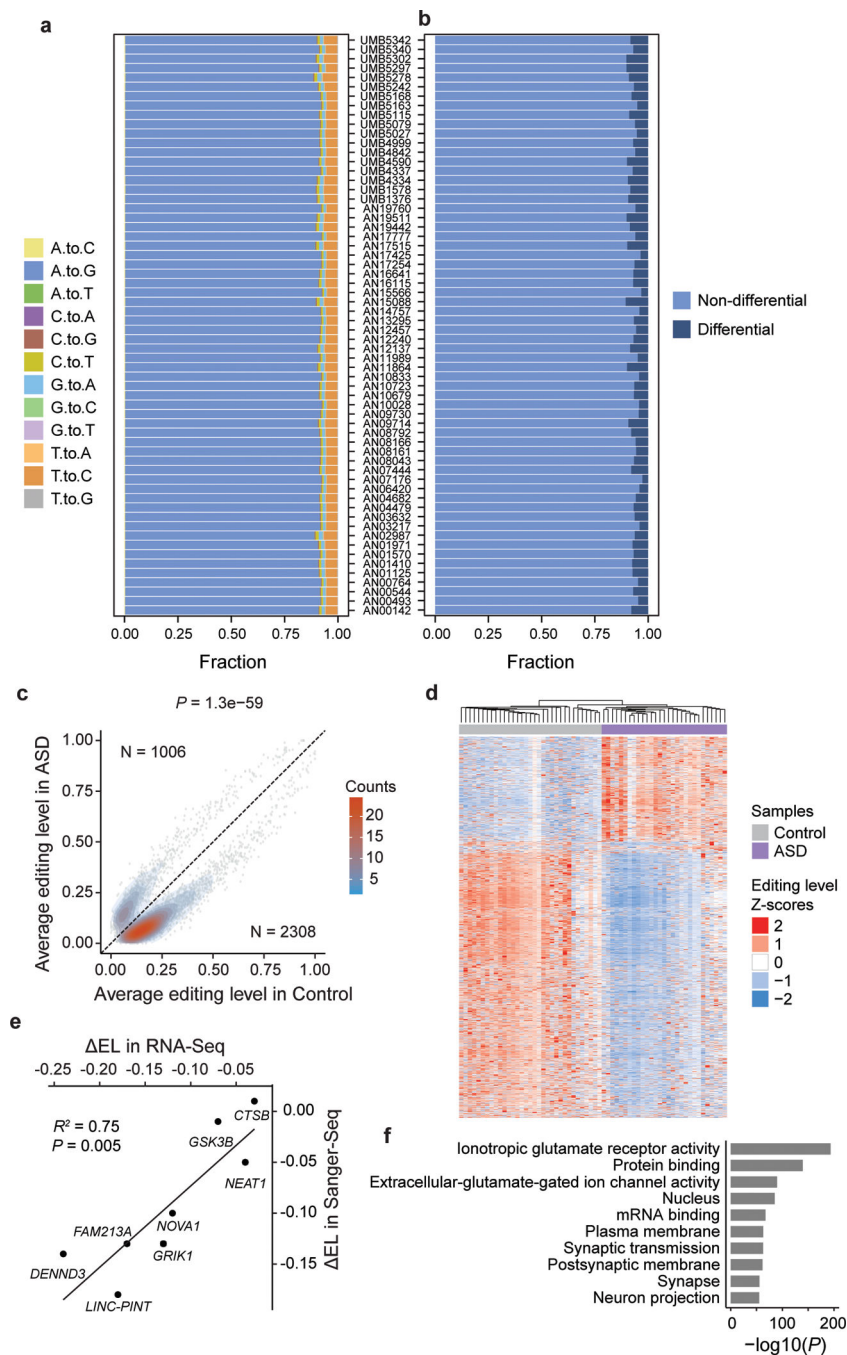 a
b
UMB5342
UMB5340
UMB5302
UMB5297
UMB5278
UMB5242
UMB5168
UMB5163
UMB5115
UMB5079
UMB5027
UMB4999
UMB4842
UMB4590
UMB4337
UMB4334
UMB1578
UMB1376
AN19760
AN19511
AN19442
AN17777
AN17515
AN17425
AN17254
AN16641
AN16115
AN15566
AN15088
AN14757
AN13295
AN12457
AN12240
AN12137
AN11989
AN11864
AN10833
AN10723
AN10679
AN10028
AN09730
AN09714
AN08792
AN08166
AN08161
AN08043
AN07444
AN07176
AN06420
AN04682
AN04479
AN03632
AN03217
AN02987
AN01971
AN01570
AN01410
AN01125
AN00764
AN00544
AN00493
AN00142
A.to.C
A.to.G
A.to.T
C.to.A
C.to.G
C.to.T
G.to.A
G.to.C
G.to.T
T.to.A
T.to.C
T.to.G
Non-differential
Differential
0.00 0.25 0.50 0.75 1.00
Fraction
0.00 0.25 0.50 0.75 1.00
Fraction
c
P = 1.3e−59
N = 1006
N = 2308
Average editing level in ASD
1.00
0.75
0.50
0.25
0.00
0.00 0.25 0.50 0.75 1.00
Average editing level in Control
Counts
20
15
10
5
d
Samples
Control
ASD
Editing level
Z-scores
2
1
0
−1
−2
e
ΔEL in RNA-Seq
-0.25 -0.20 -0.16 -0.12 -0.08 -0.05
R² = 0.75
P = 0.005
CTSB
GSK3B
NEAT1
NOVA1
FAM213A
GRIK1
DENND3
LINC-PINT
0.00
-0.05
-0.10
-0.15
ΔEL in Sanger-Seq
f
Ionotropic glutamate receptor activity
Protein binding
Extracellular-glutamate-gated ion channel activity
Nucleus
mRNA binding
Plasma membrane
Synaptic transmission
Postsynaptic membrane
Synapse
Neuron projection
0 100 200
−log10(P)